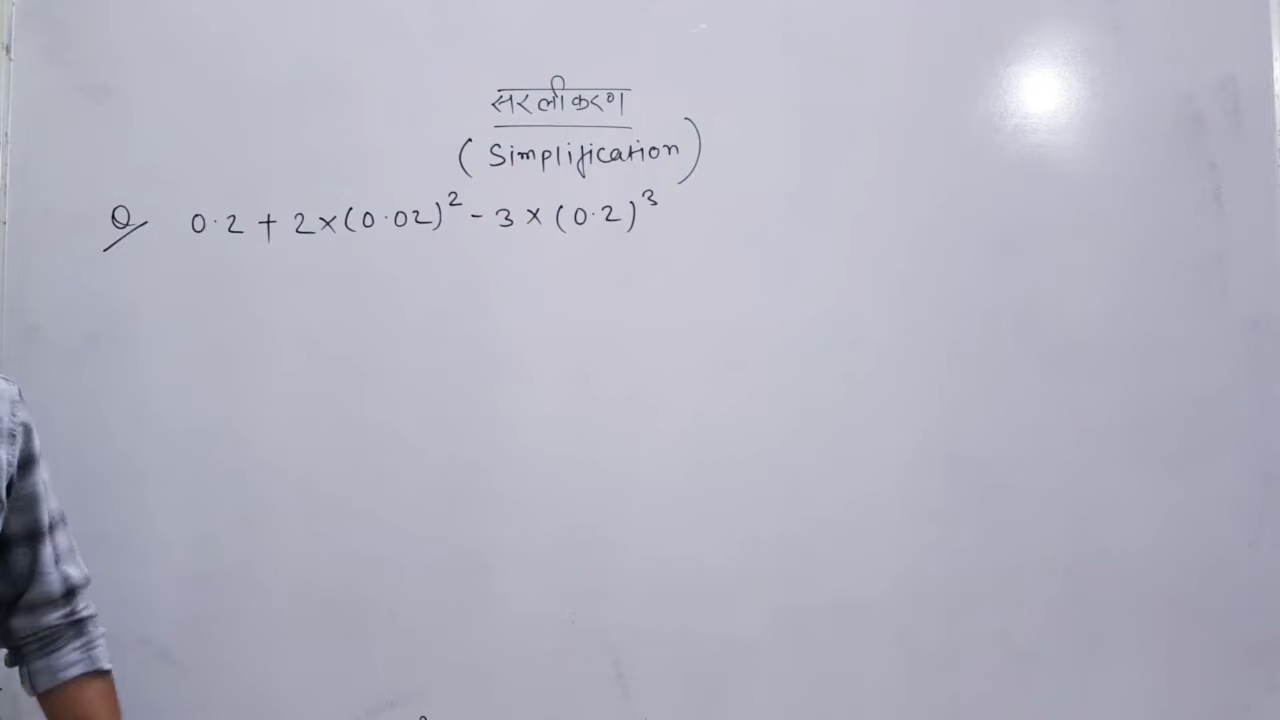 सरलीकरण
(Simplification)
Q 0.2 + 2×(0.02)² - 3 × (0.2)³